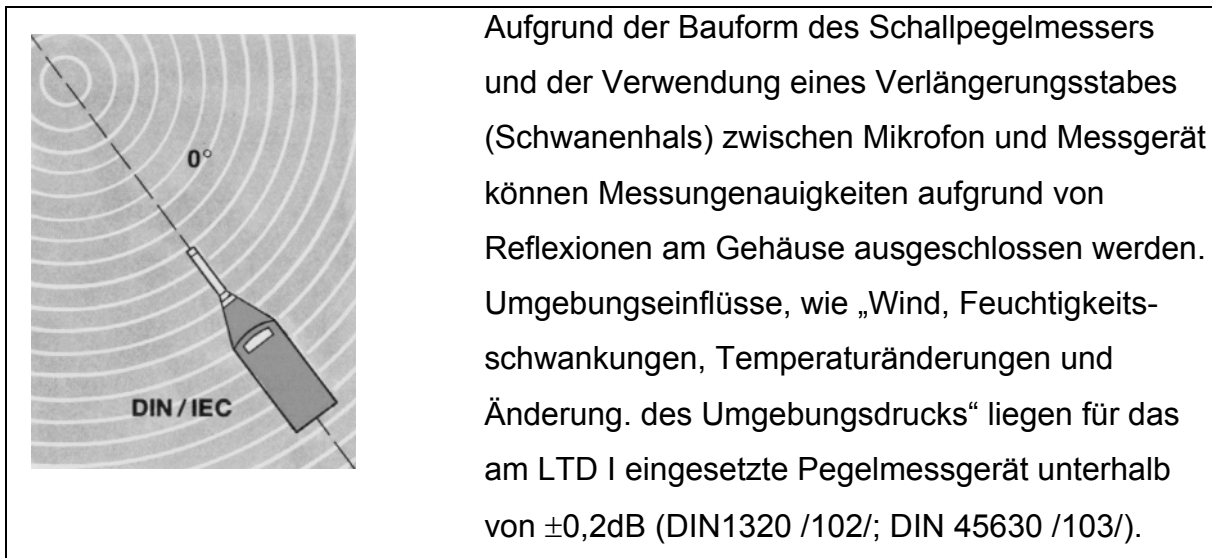 0°
DIN / IEC
Aufgrund der Bauform des Schallpegelmessers
und der Verwendung eines Verlängerungsstabes
(Schwanenhals) zwischen Mikrofon und Messgerät
können Messungenauigkeiten aufgrund von
Reflexionen am Gehäuse ausgeschlossen werden.
Umgebungseinflüsse, wie „Wind, Feuchtigkeits-
schwankungen, Temperaturänderungen und
Änderung. des Umgebungsdrucks“ liegen für das
am LTD I eingesetzte Pegelmessgerät unterhalb
von ±0,2dB (DIN1320 /102/; DIN 45630 /103/).